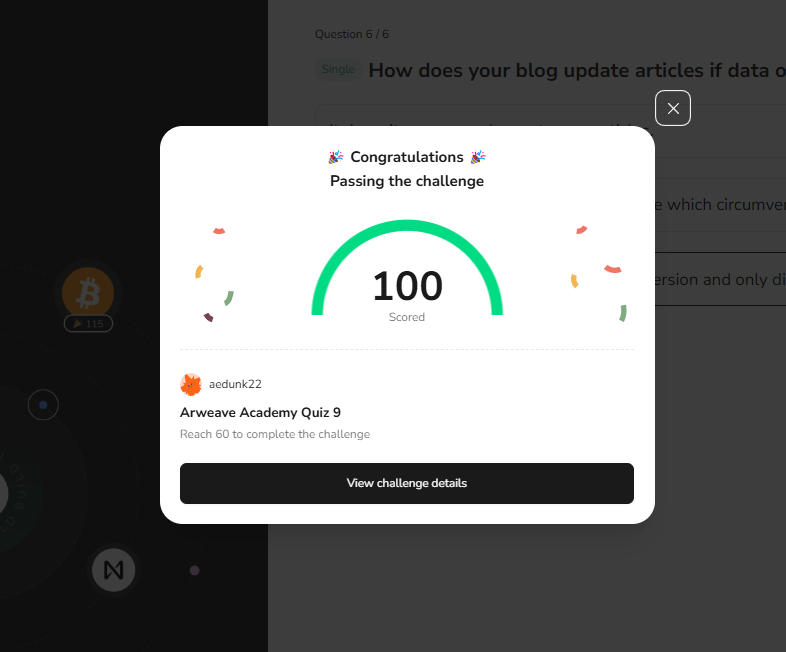 Question 6 / 6
Single How does your blog update articles if data o
Congratulations
Passing the challenge
e which circumver
ersion and only di
100
Scored
115
aedunk22
Arweave Academy Quiz 9
Reach 60 to complete the challenge
View challenge details